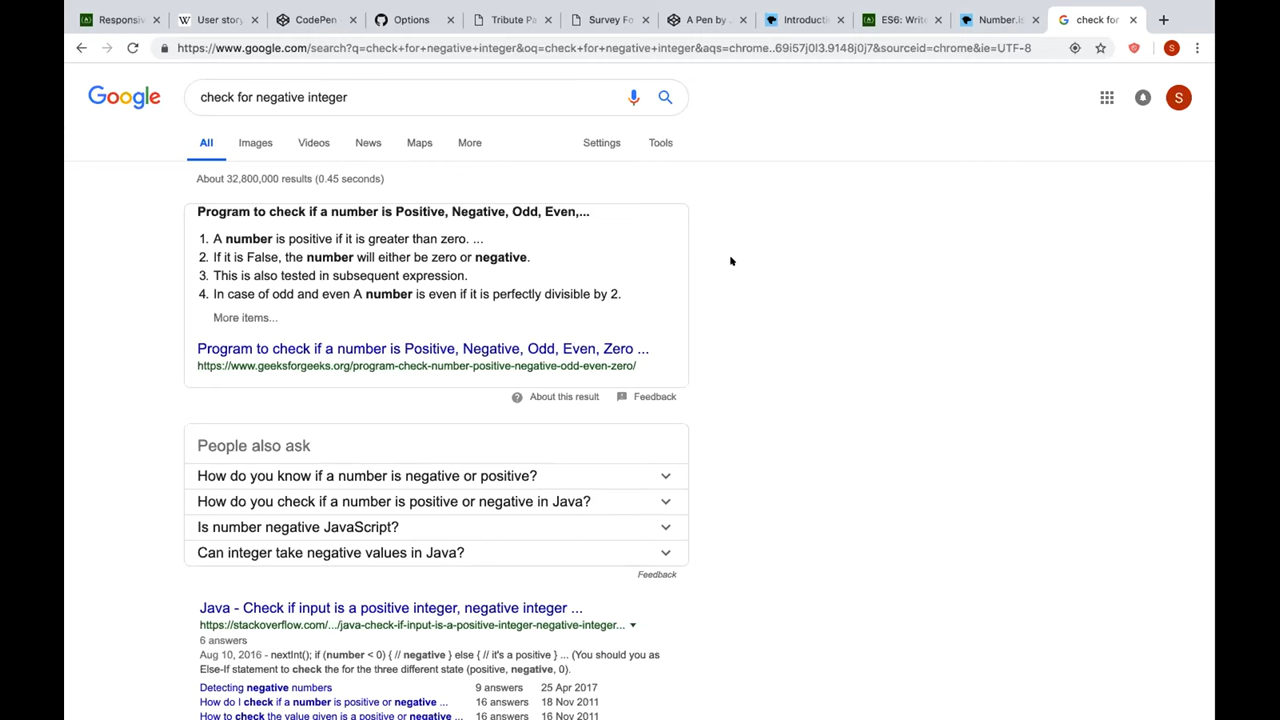 Responsiv
User story
CodePen
Options
Tribute Pa
Survey Fo
A Pen by
Introducti
ES6: Write
Number.is
check for
https://www.google.com/search?q=check+for+negative+integer&oq=check+for+negative+integer&aqs=chrome..69i57j0l3.9148j0j7&sourceid=chrome&ie=UTF-8
S
Google
check for negative integer
S
All Images Videos News Maps More Settings Tools
About 32,800,000 results (0.45 seconds)
Program to check if a number is Positive, Negative, Odd, Even,...
1. A number is positive if it is greater than zero. ...
2. If it is False, the number will either be zero or negative.
3. This is also tested in subsequent expression.
4. In case of odd and even A number is even if it is perfectly divisible by 2.
More items...
Program to check if a number is Positive, Negative, Odd, Even, Zero ...
https://www.geeksforgeeks.org/program-check-number-positive-negative-odd-even-zero/
About this result Feedback
People also ask
How do you know if a number is negative or positive?
How do you check if a number is positive or negative in Java?
Is number negative JavaScript?
Can integer take negative values in Java?
Feedback
Java - Check if input is a positive integer, negative integer ...
https://stackoverflow.com/.../java-check-if-input-is-a-positive-integer-negative-integer...
6 answers
Aug 10, 2016 - nextInt(); if (number < 0) { // negative } else { // it's a positive } ... (You should you as
Else-If statement to check the for the three different state (positive, negative, 0).
Detecting negative numbers 9 answers 25 Apr 2017
How do I check if a number is positive or negative ... 16 answers 18 Nov 2011
How to check the value given is a positive or negative ... 16 answers 16 Nov 2011